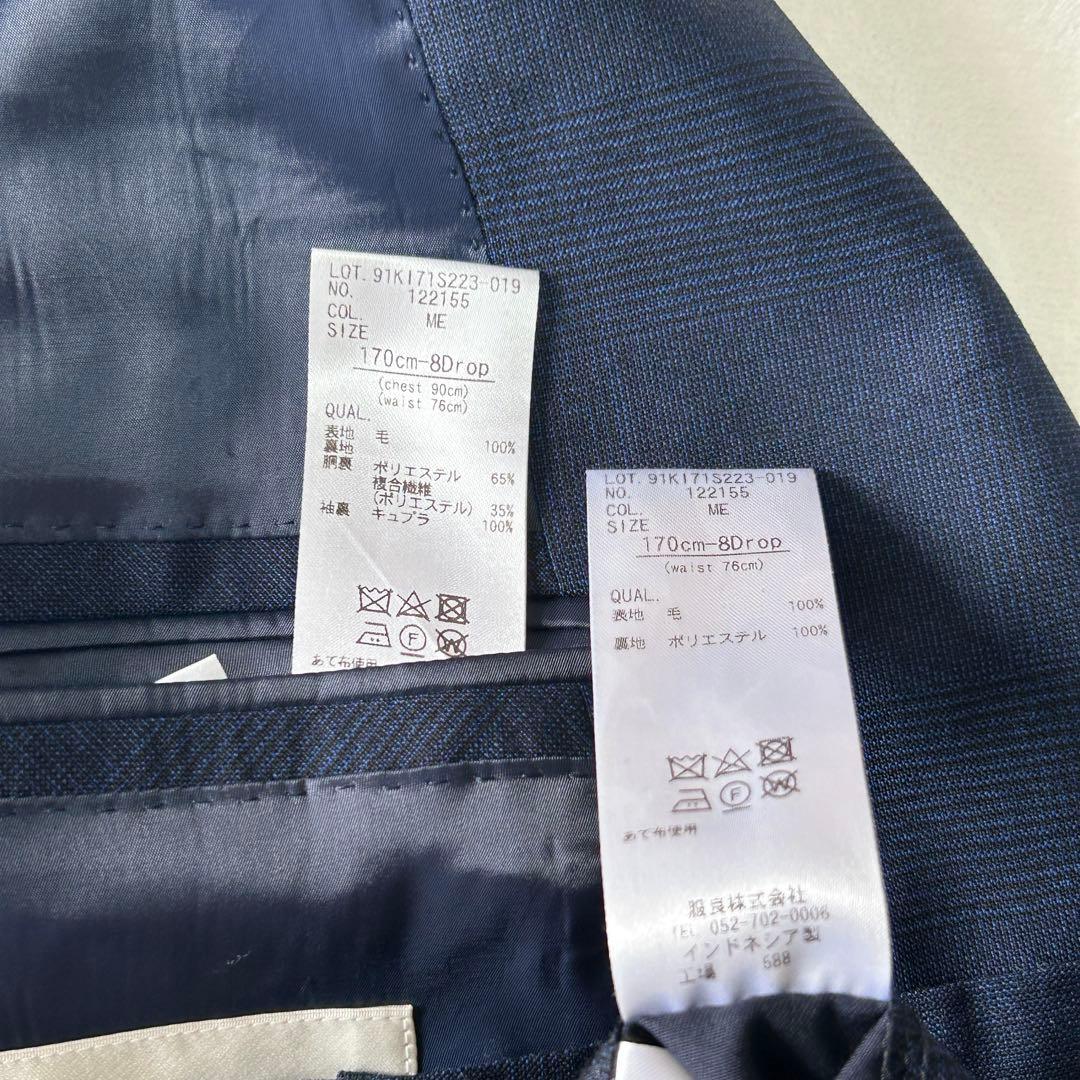 LOT. 91KI71S223-019
NO. 122155
COL. ME
SIZE
170cm-8Drop
(chest 90cm)
(waist 76cm)
QUAL.
表地 毛 100%
裏地
胴裏 ポリエステル 65%
複合繊維
(ポリエステル) 35%
袖裏 キュプラ 100%
F
W
あて布使用
LOT. 91KI71S223-019
NO. 122155
COL. ME
SIZE
170cm-8Drop
(waist 76cm)
QUAL.
表地 毛 100%
裏地 ポリエステル 100%
F
W
あて布使用
服良株式会社
TEL 052-702-0006
インドネシア製
工場 588